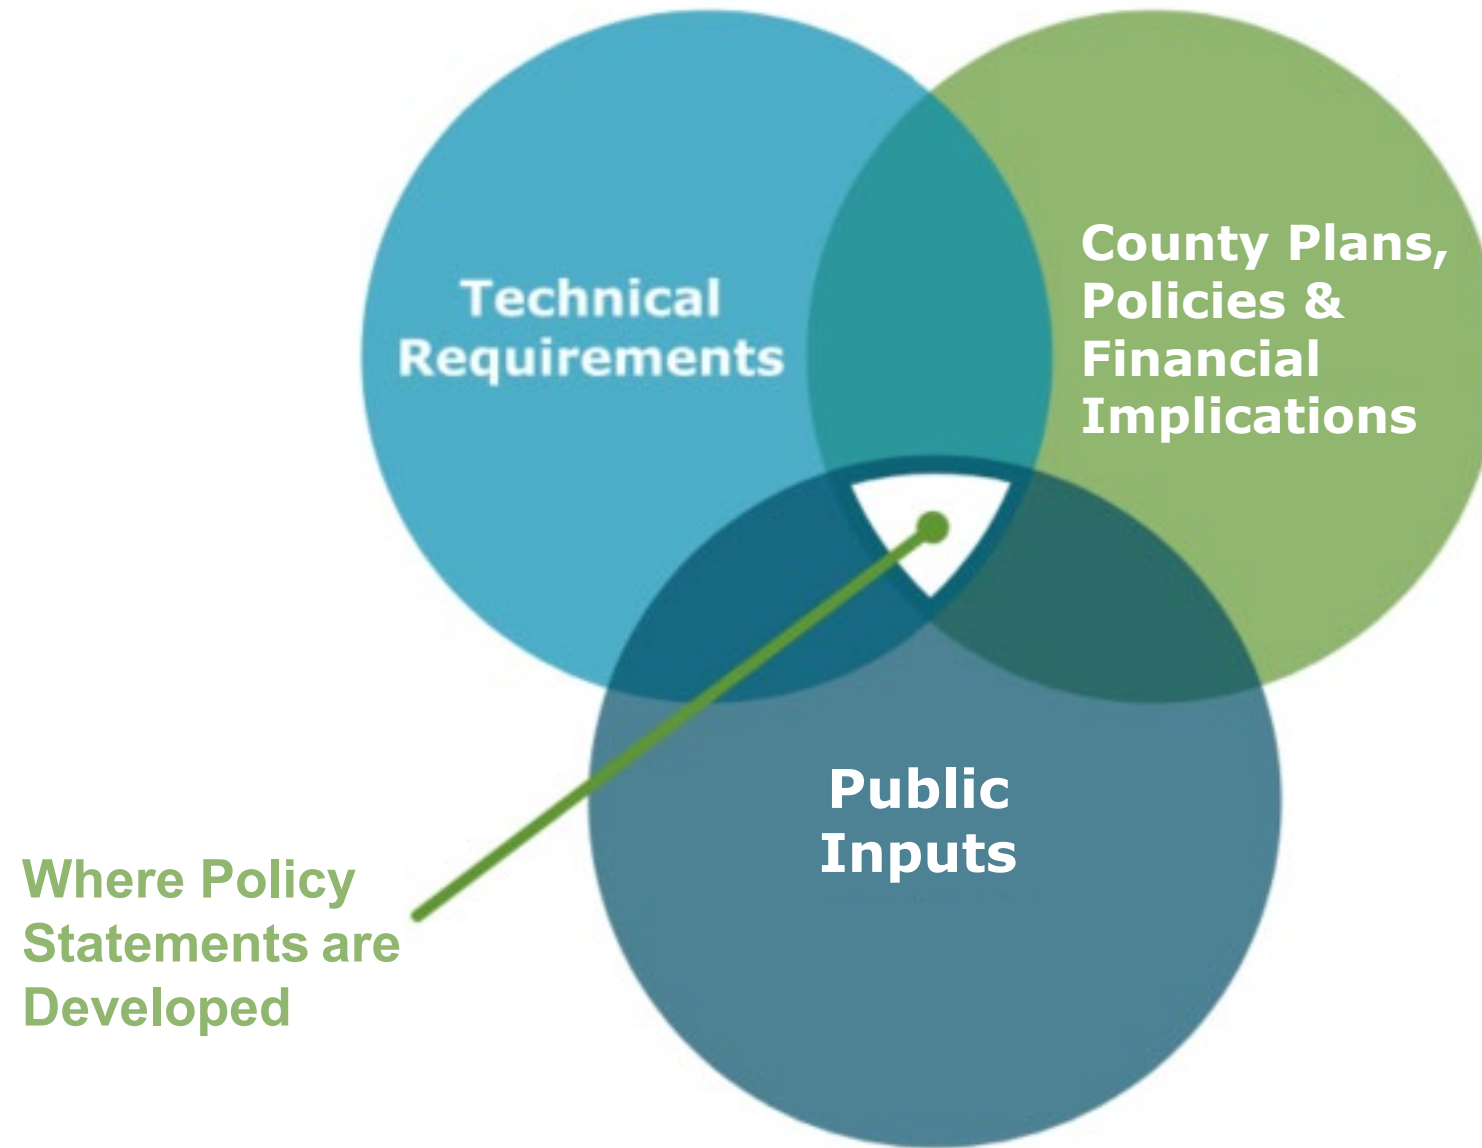 Technical
Requirements
County Plans,
Policies &
Financial
Implications
Public
Inputs
Where Policy
Statements are
Developed